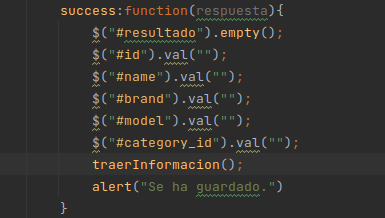 success:function(respuesta){
$("#resultado").empty();
$("#id").val("");
$("#name").val("");
$("#brand").val("");
$("#model").val("");
$("#category_id").val("");
traerInformacion();
alert("Se ha guardado.")
}